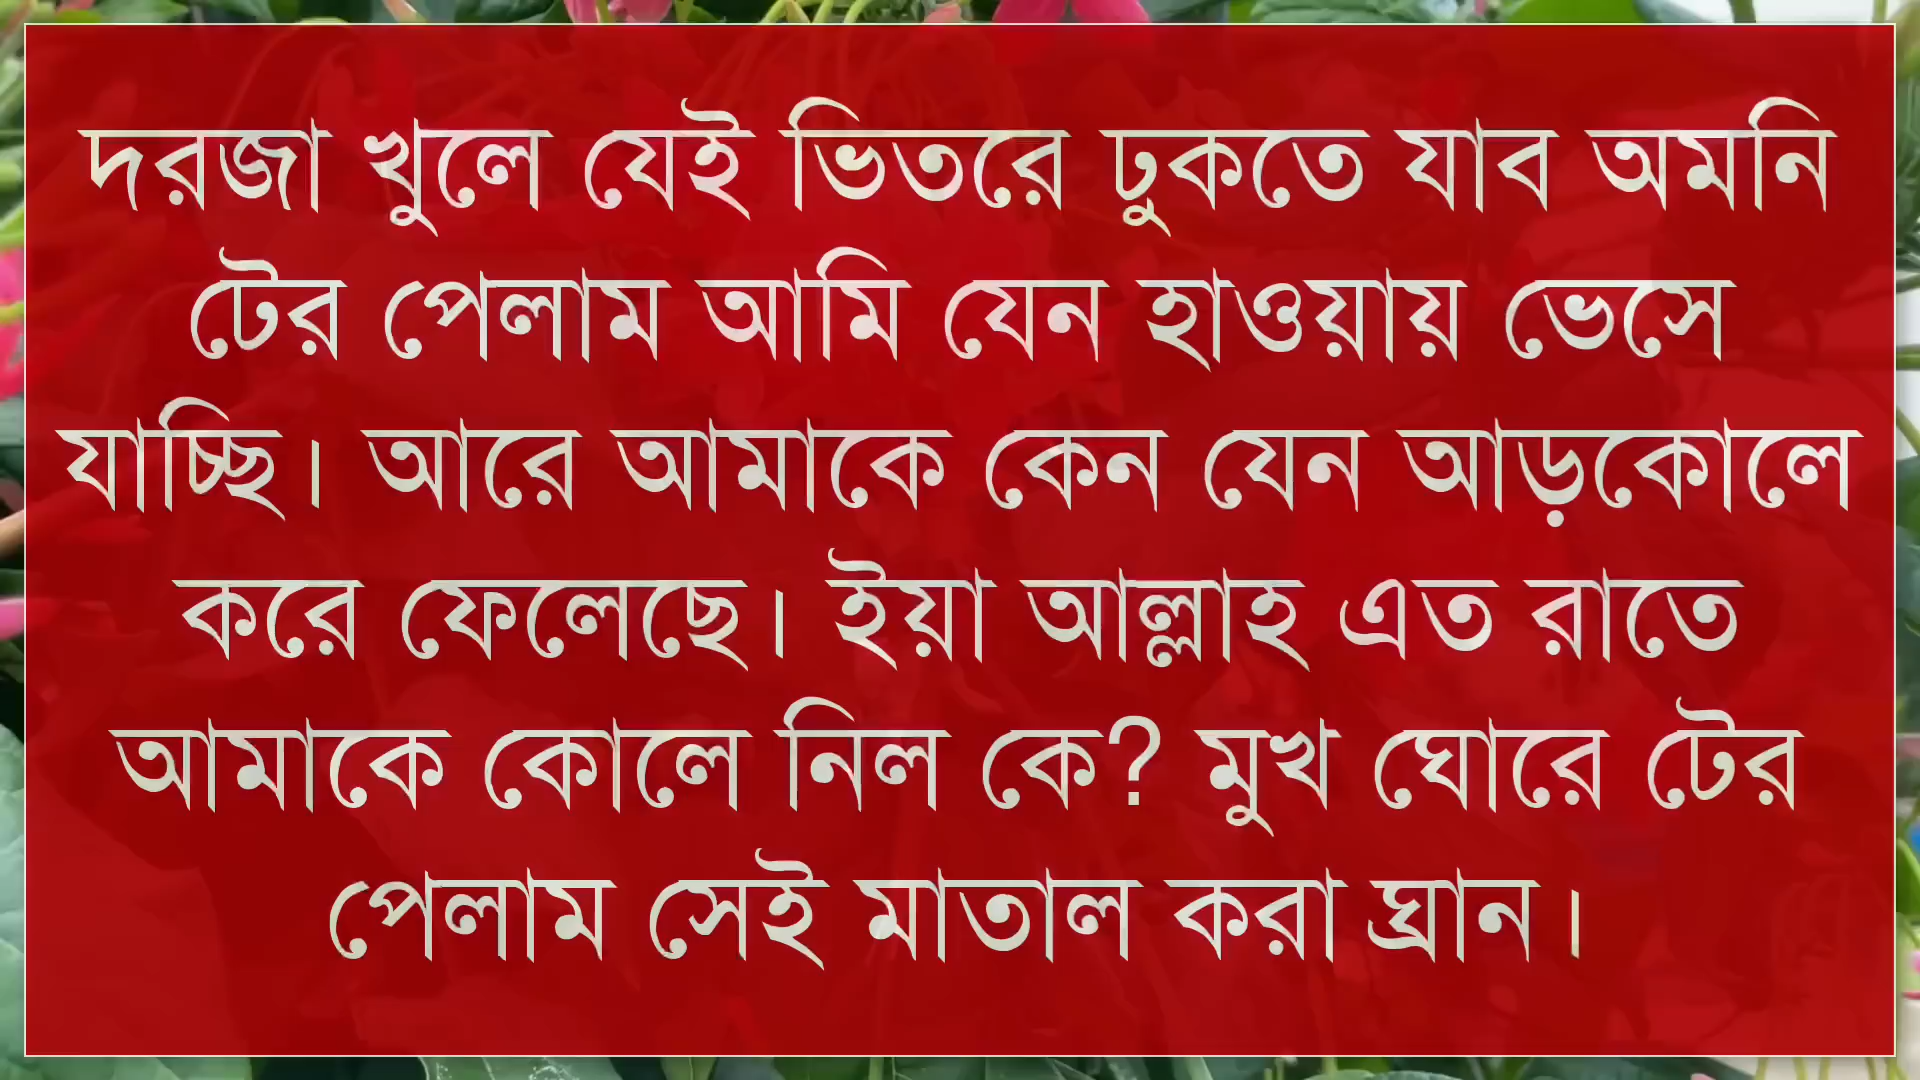 দরজা খুলে যেই ভিতরে ঢুকতে যাব অমনি
টের পেলাম আমি যেন হাওয়ায় ভেসে
যাচ্ছি। আরে আমাকে কেন যেন আড়কোলে
করে ফেলেছে। ইয়া আল্লাহ এত রাতে
আমাকে কোলে নিল কে? মুখ ঘোরে টের
পেলাম সেই মাতাল করা ঘ্রান।